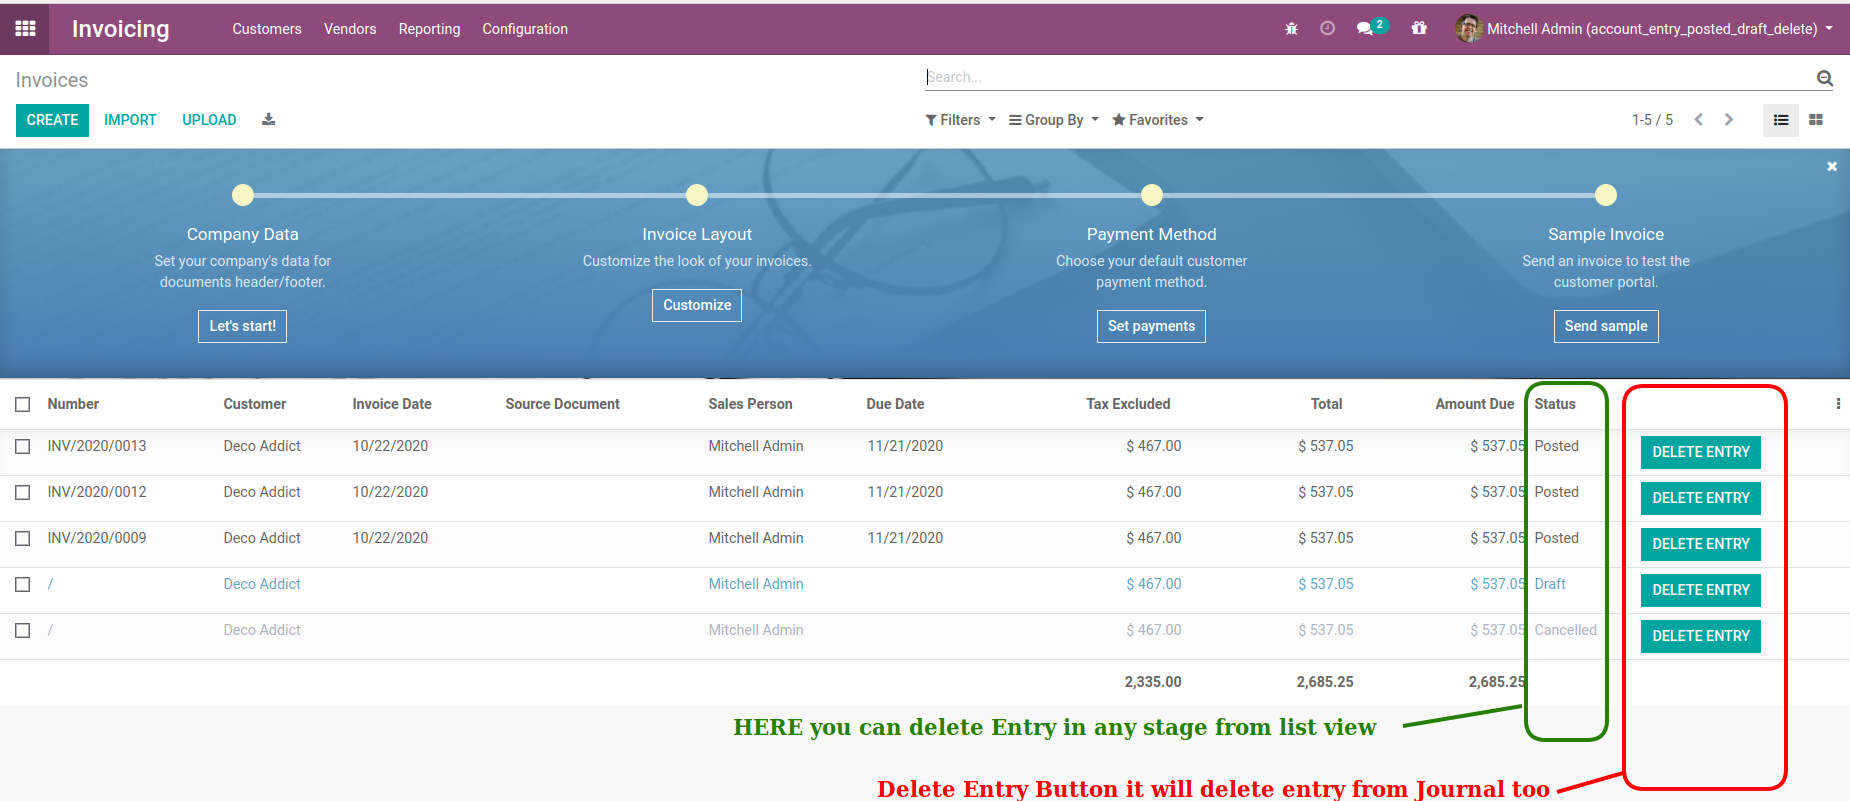 Invoicing Customers Vendors Reporting Configuration 2 Mitchell Admin (account_entry_posted_draft_delete)
Invoices Search...
CREATE IMPORT UPLOAD Filters Group By Favorites 1-5 / 5
Company Data Invoice Layout Payment Method Sample Invoice
Set your company's data for Customize the look of your invoices. Choose your default customer Send an invoice to test the
documents header/footer. payment method. customer portal.
Let's start! Customize Set payments Send sample
Number Customer Invoice Date Source Document Sales Person Due Date Tax Excluded Total Amount Due Status
INV/2020/0013 Deco Addict 10/22/2020 Mitchell Admin 11/21/2020 $ 467.00 $ 537.05 $ 537.05 Posted DELETE ENTRY
INV/2020/0012 Deco Addict 10/22/2020 Mitchell Admin 11/21/2020 $ 467.00 $ 537.05 $ 537.05 Posted DELETE ENTRY
INV/2020/0009 Deco Addict 10/22/2020 Mitchell Admin 11/21/2020 $ 467.00 $ 537.05 $ 537.05 Posted DELETE ENTRY
/ Deco Addict Mitchell Admin $ 467.00 $ 537.05 $ 537.05 Draft DELETE ENTRY
/ Deco Addict Mitchell Admin $ 467.00 $ 537.05 $ 537.05 Cancelled DELETE ENTRY
2,335.00 2,685.25 2,685.25
HERE you can delete Entry in any stage from list view
Delete Entry Button it will delete entry from Journal too